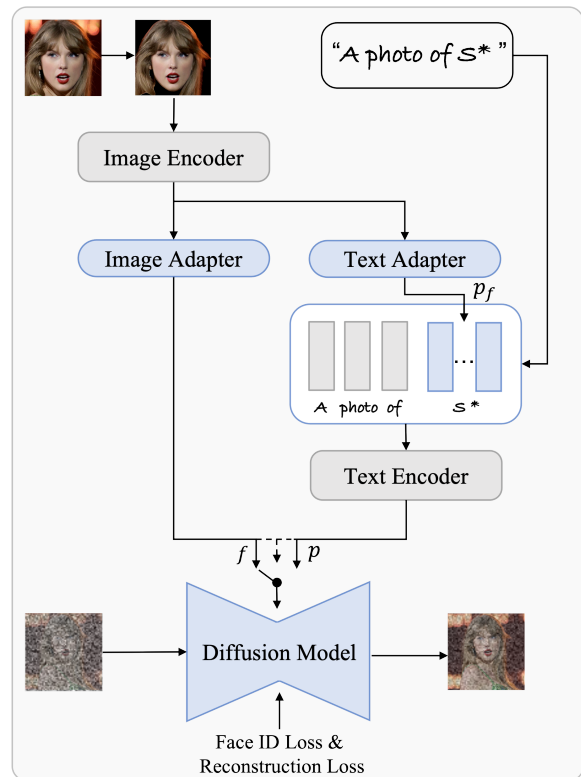 “A photo of S* ”
Image Encoder
Image Adapter
Text Adapter
p_f
...
A photo of S*
Text Encoder
f p
Diffusion Model
Face ID Loss &
Reconstruction Loss